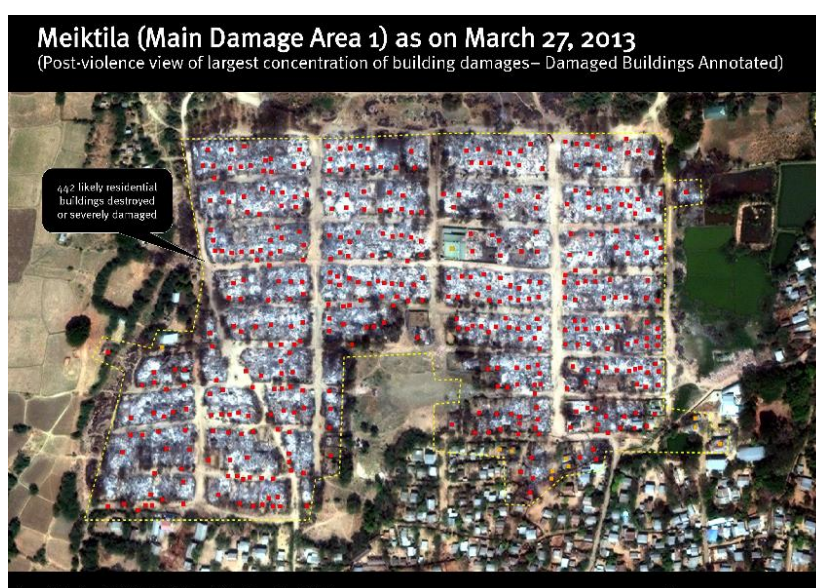 Meiktila (Main Damage Area 1) as on March 27, 2013
(Post-violence view of largest concentration of building damages– Damaged Buildings Annotated)
442 likely residential
buildings destroyed
or severely damaged